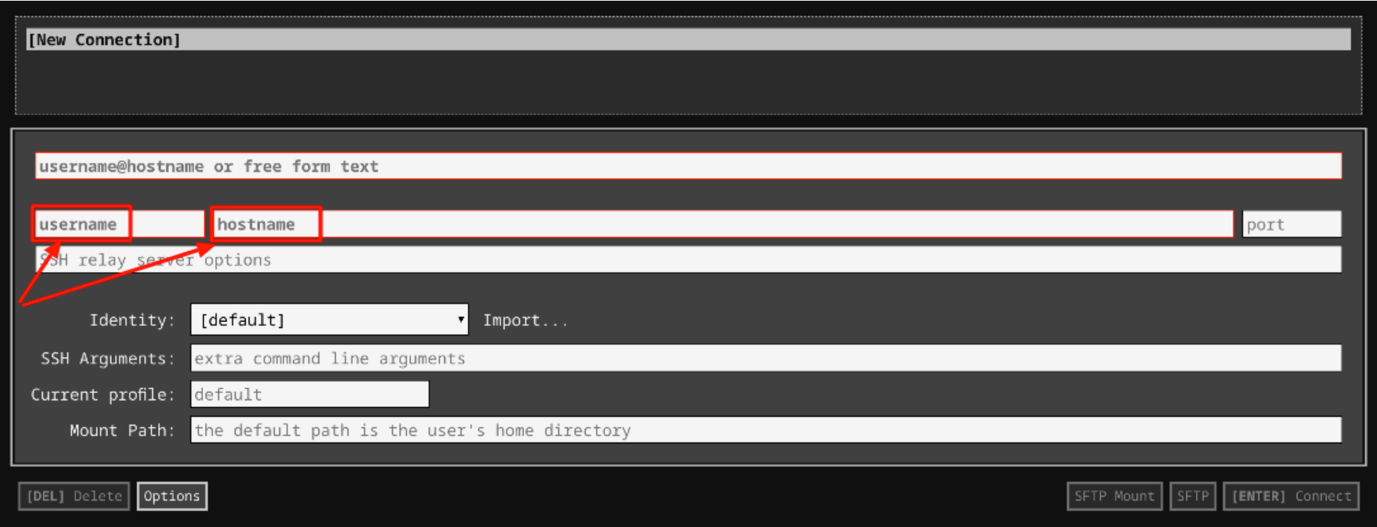 [New Connection]
username@hostname or free form text
username hostname port
SSH relay server options
Identity: [default] Import...
SSH Arguments: extra command line arguments
Current profile: default
Mount Path: the default path is the user's home directory
[DEL] Delete Options SFTP Mount SFTP [ENTER] Connect